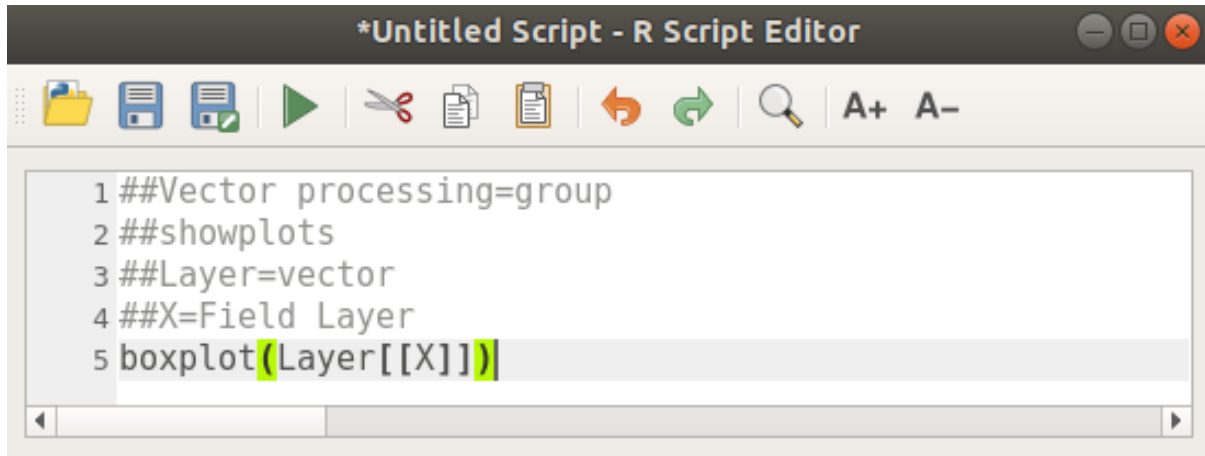 *Untitled Script - R Script Editor
A+ A-
1 ##Vector processing=group
2 ##showplots
3 ##Layer=vector
4 ##X=Field Layer
5 boxplot(Layer[[X]])